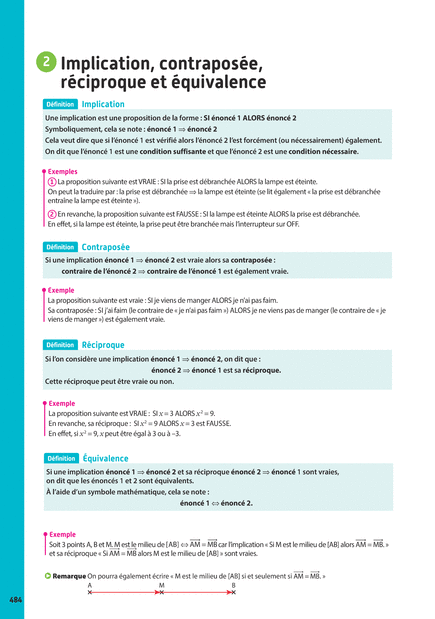 2 Implication, contraposée,
réciproque et équivalence
Définition Implication
Une implication est une proposition de la forme : SI énoncé 1 ALORS énoncé 2
Symboliquement, cela se note : énoncé 1 ⇒ énoncé 2
Cela veut dire que si l'énoncé 1 est vérifié alors l'énoncé 2 l'est forcément (ou nécessairement) également.
On dit que l'énoncé 1 est une condition suffisante et que l'énoncé 2 est une condition nécessaire.
Exemples
1 La proposition suivante est VRAIE : SI la prise est débranchée ALORS la lampe est éteinte.
On peut la traduire par : la prise est débranchée ⇒ la lampe est éteinte (se lit également « la prise est débranchée
entraîne la lampe est éteinte »).
2 En revanche, la proposition suivante est FAUSSE : SI la lampe est éteinte ALORS la prise est débranchée.
En effet, si la lampe est éteinte, la prise peut être branchée mais l'interrupteur sur OFF.
Définition Contraposée
Si une implication énoncé 1 ⇒ énoncé 2 est vraie alors sa contraposée :
contraire de l'énoncé 2 ⇒ contraire de l'énoncé 1 est également vraie.
Exemple
La proposition suivante est vraie : SI je viens de manger ALORS je n'ai pas faim.
Sa contraposée : SI j'ai faim (le contraire de « je n'ai pas faim ») ALORS je ne viens pas de manger (le contraire de « je
viens de manger ») est également vraie.
Définition Réciproque
Si l'on considère une implication énoncé 1 ⇒ énoncé 2, on dit que :
énoncé 2 ⇒ énoncé 1 est sa réciproque.
Cette réciproque peut être vraie ou non.
Exemple
La proposition suivante est VRAIE : SI x = 3 ALORS x² = 9.
En revanche, sa réciproque : SI x² = 9 ALORS x = 3 est FAUSSE.
En effet, si x² = 9, x peut être égal à 3 ou à –3.
Définition Équivalence
Si une implication énoncé 1 ⇒ énoncé 2 et sa réciproque énoncé 2 ⇒ énoncé 1 sont vraies,
on dit que les énoncés 1 et 2 sont équivalents.
À l'aide d'un symbole mathématique, cela se note :
énoncé 1 ⇔ énoncé 2.
Exemple
Soit 3 points A, B et M, M est le milieu de [AB] ⇔ AM⃗ = MB⃗ car l'implication « Si M est le milieu de [AB] alors AM⃗ = MB⃗. »
et sa réciproque « Si AM⃗ = MB⃗ alors M est le milieu de [AB] » sont vraies.
Remarque On pourra également écrire « M est le milieu de [AB] si et seulement si AM⃗ = MB⃗. »
A M B
484